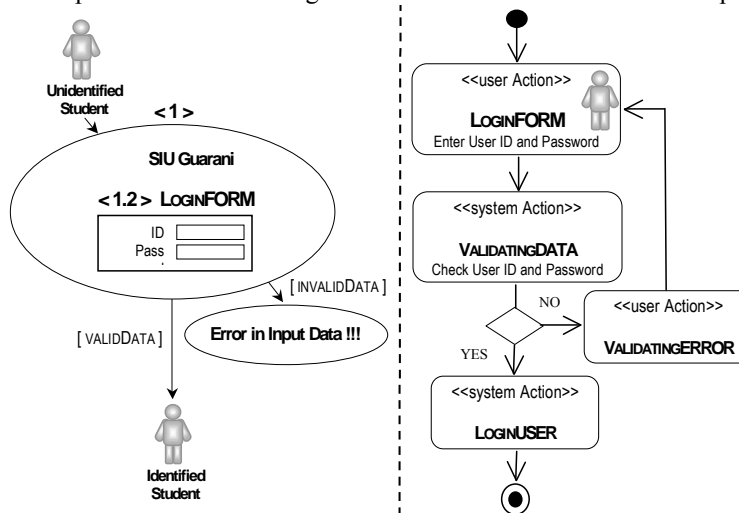 Unidentified
Student
< 1 >
SIU Guarani
< 1.2 > LOGINFORM
ID
Pass
[ INVALIDDATA ]
Error in Input Data !!!
[ VALIDDATA ]
Identified
Student
<<user Action>>
LOGINFORM
Enter User ID and Password
<<system Action>>
VALIDATINGDATA
Check User ID and Password
NO
YES
<<user Action>>
VALIDATINGERROR
<<system Action>>
LOGINUSER